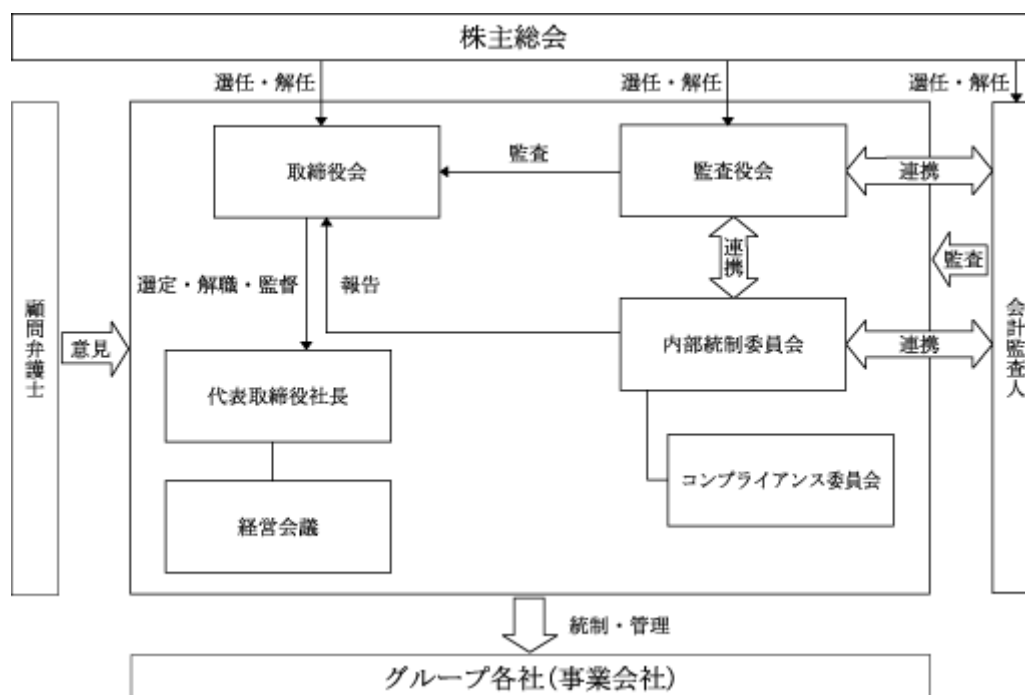 株主総会
選任・解任
選任・解任
選任・解任
取締役会
監査
監査役会
連携
連携
監査
選定・解職・監督
報告
顧問弁護士
意見
内部統制委員会
連携
会計監査人
代表取締役社長
コンプライアンス委員会
経営会議
統制・管理
グループ各社(事業会社)